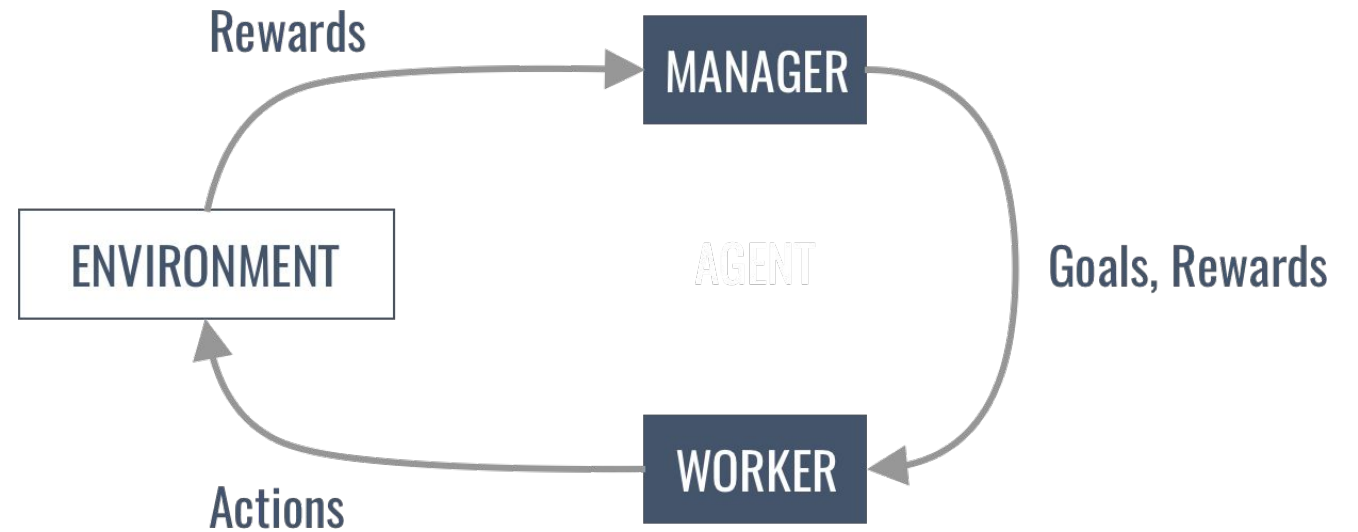 Rewards
MANAGER
ENVIRONMENT
AGENT
Goals, Rewards
WORKER
Actions